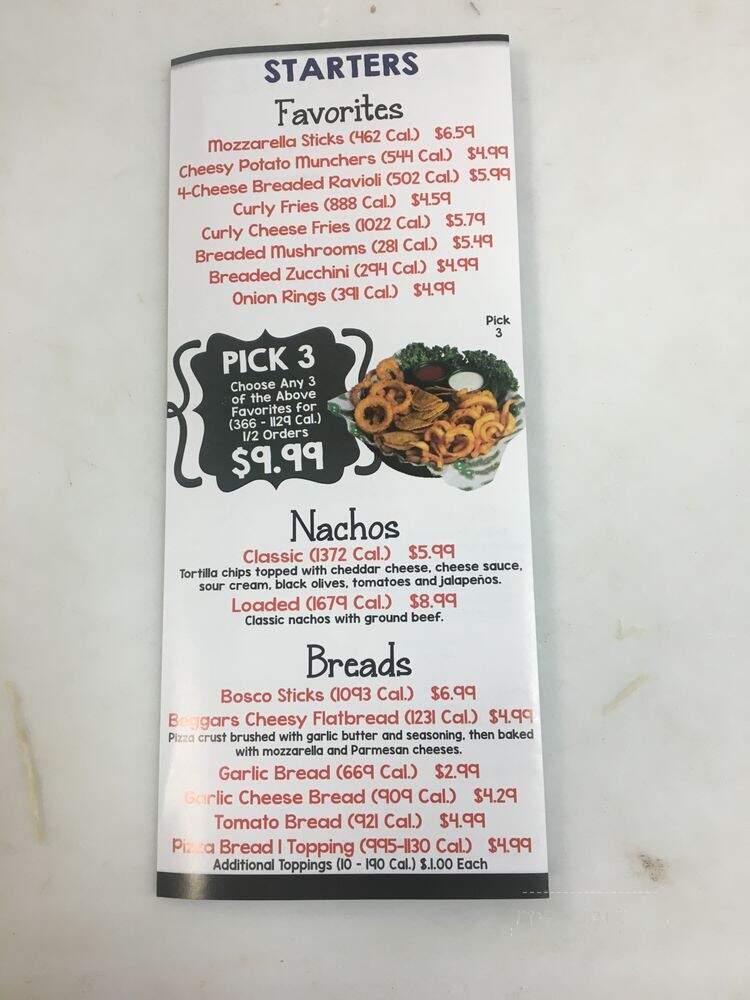 STARTERS
Favorites
Mozzarella Sticks (462 Cal.) $6.59
Cheesy Potato Munchers (544 Cal.) $4.99
4-Cheese Breaded Ravioli (502 Cal.) $5.99
Curly Fries (888 Cal.) $4.59
Curly Cheese Fries (1022 Cal.) $5.79
Breaded Mushrooms (281 Cal.) $5.49
Breaded Zucchini (294 Cal.) $4.99
Onion Rings (391 Cal.) $4.99
Pick
3
PICK 3
Choose Any 3
of the Above
Favorites for
(366 - 1129 Cal.)
1/2 Orders
$9.99
Nachos
Classic (1372 Cal.) $5.99
Tortilla chips topped with cheddar cheese, cheese sauce,
sour cream, black olives, tomatoes and jalapeños.
Loaded (1679 Cal.) $8.99
Classic nachos with ground beef.
Breads
Bosco Sticks (1093 Cal.) $6.99
Beggars Cheesy Flatbread (1231 Cal.) $4.99
Pizza crust brushed with garlic butter and seasoning, then baked
with mozzarella and Parmesan cheeses.
Garlic Bread (669 Cal.) $2.99
Garlic Cheese Bread (909 Cal.) $4.29
Tomato Bread (921 Cal.) $4.99
Pizza Bread 1 Topping (995-1130 Cal.) $4.99
Additional Toppings (10 - 190 Cal.) $.1.00 Each